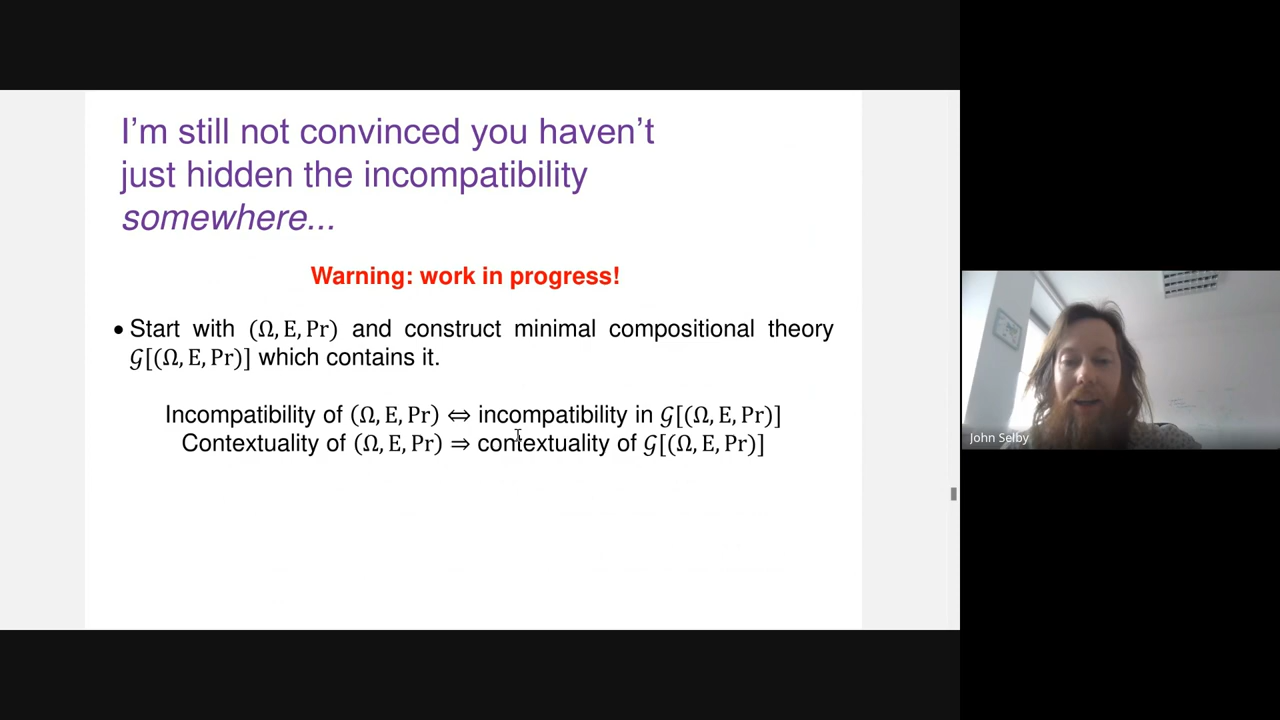 I'm still not convinced you haven't
just hidden the incompatibility
somewhere...
Warning: work in progress!
• Start with (Ω, E, Pr) and construct minimal compositional theory
𝒢[(Ω, E, Pr)] which contains it.
Incompatibility of (Ω, E, Pr) ⇔ incompatibility in 𝒢[(Ω, E, Pr)]
Contextuality of (Ω, E, Pr) ⇒ contextuality of 𝒢[(Ω, E, Pr)]
John Selby